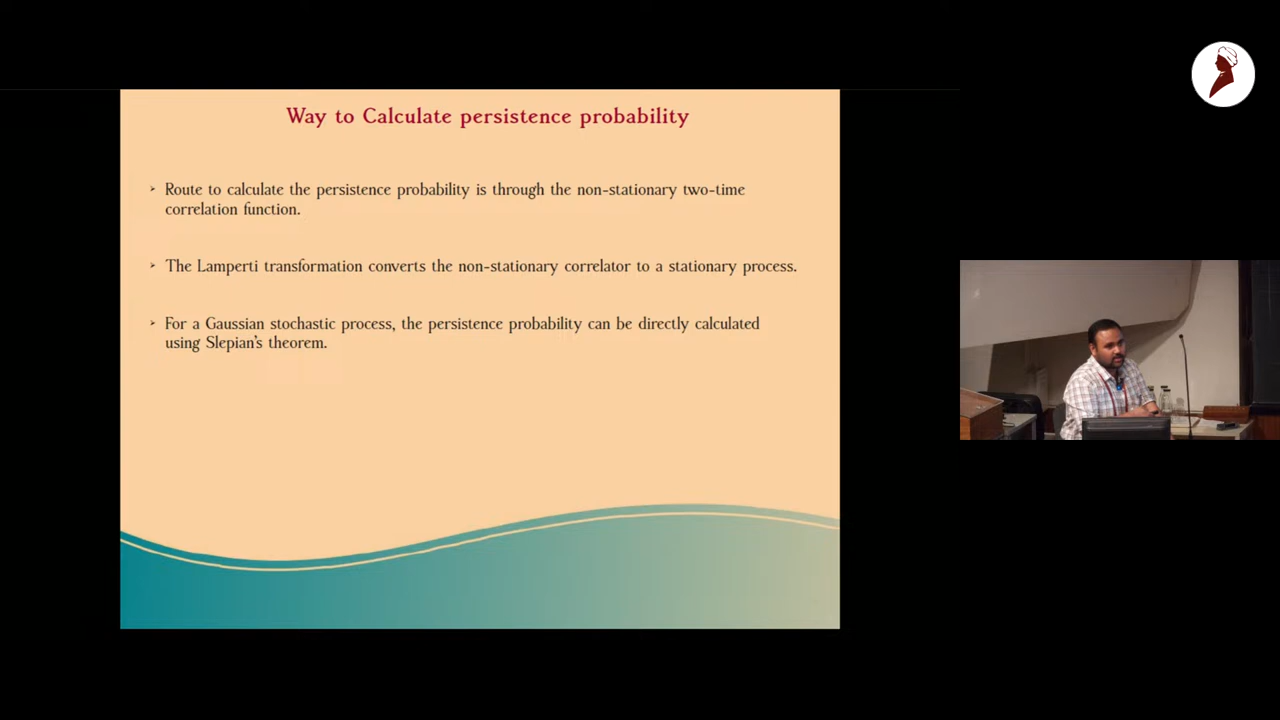 Way to Calculate persistence probability
Route to calculate the persistence probability is through the non-stationary two-time
correlation function.
The Lamperti transformation converts the non-stationary correlator to a stationary process.
For a Gaussian stochastic process, the persistence probability can be directly calculated
using Slepian's theorem.